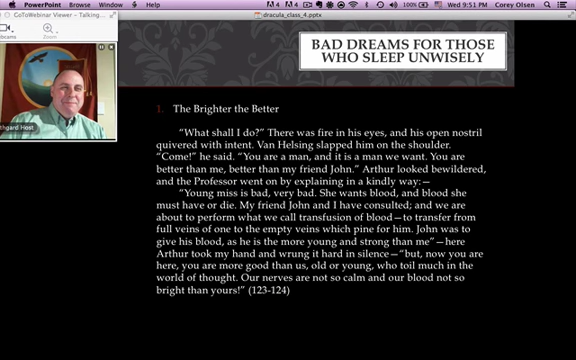 PowerPoint File Edit View Window Help
100%
Wed 9:51 PM Corey Olsen
GoToWebinar Viewer – Talking...
dracula_class_4.pptx
Zoom
BAD DREAMS FOR THOSE
WHO SLEEP UNWISELY
1. The Brighter the Better
"What shall I do?" There was fire in his eyes, and his open nostril
quivered with intent. Van Helsing slapped him on the shoulder.
"Come!" he said. "You are a man, and it is a man we want. You are
better than me, better than my friend John." Arthur looked bewildered,
and the Professor went on by explaining in a kindly way:—
"Young miss is bad, very bad. She wants blood, and blood she
must have or die. My friend John and I have consulted; and we are
about to perform what we call transfusion of blood—to transfer from
full veins of one to the empty veins which pine for him. John was to
give his blood, as he is the more young and strong than me"—here
Arthur took my hand and wrung it hard in silence—"but, now you are
here, you are more good than us, old or young, who toil much in the
world of thought. Our nerves are not so calm and our blood not so
bright than yours!" (123-124)
thgard Host